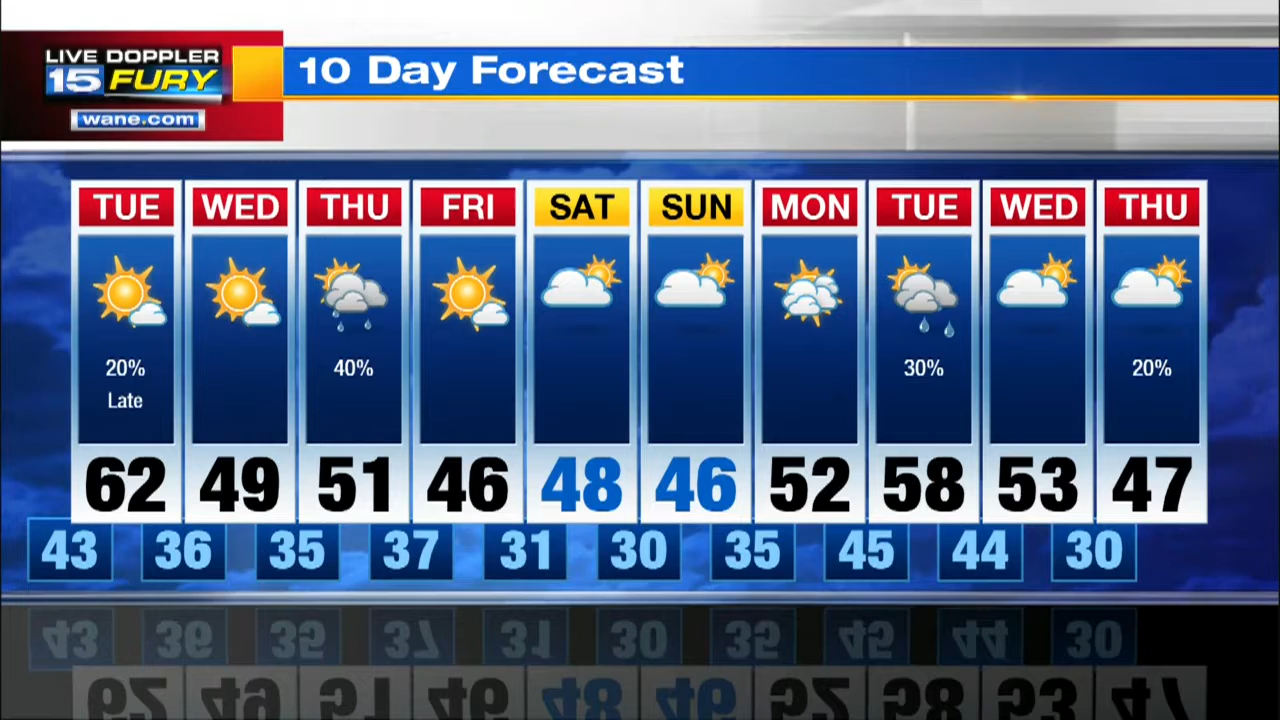 LIVE DOPPLER
15 FURY
wane.com
10 Day Forecast
TUE WED THU FRI SAT SUN MON TUE WED THU
20% 40% 30% 20%
Late
62 49 51 46 48 46 52 58 53 47
43 36 35 37 31 30 35 45 44 30